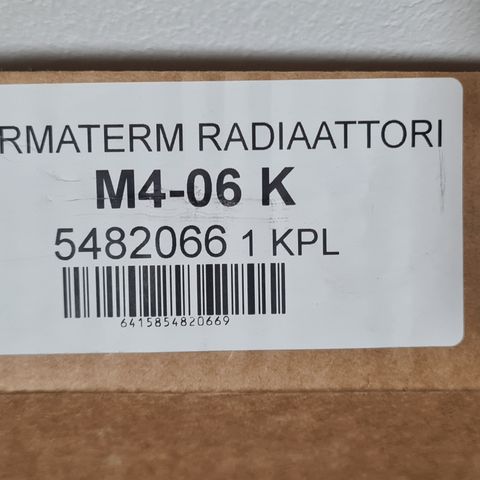 RMATERM RADIAATTORI
M4-06 K
5482066 1 KPL
6415854820669